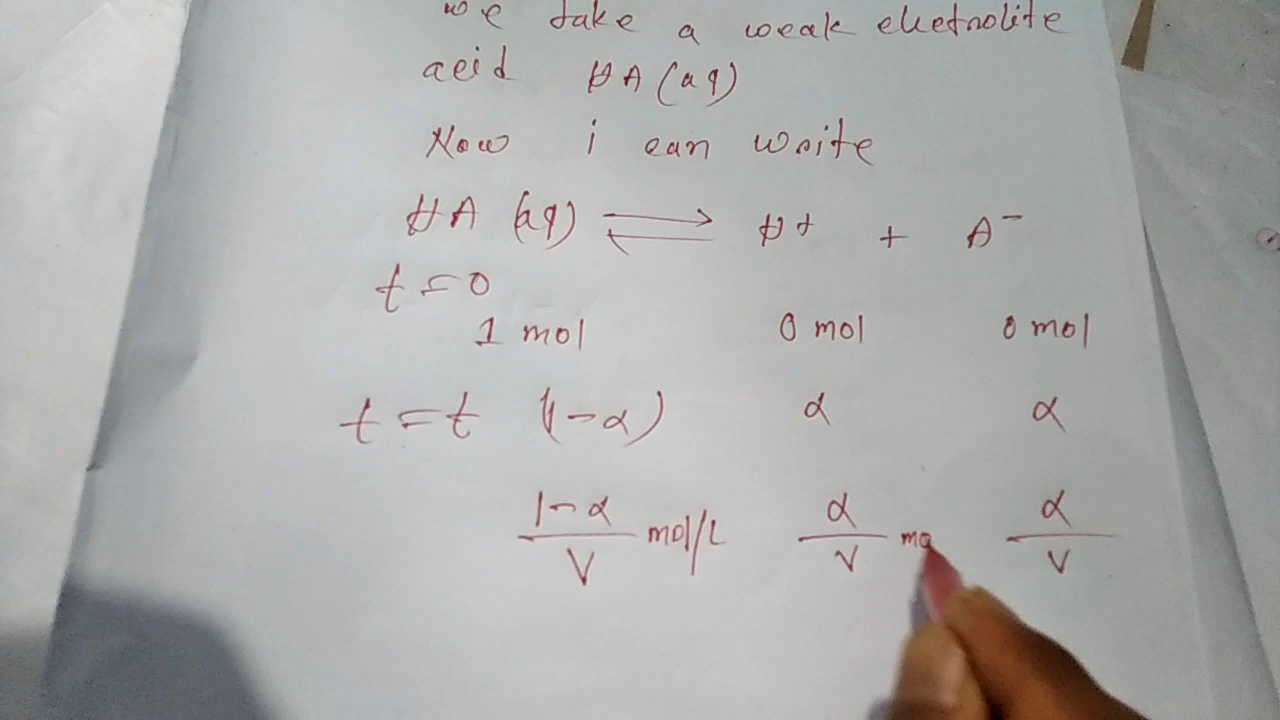 we take a weak eletrolite
acid HA (aq)
Now i can write
HA (aq) ⇌ H+ + A−
t = 0
1 mol 0 mol 0 mol
t = t (1-α) α α
1-α/V mol/L α/V mo α/V